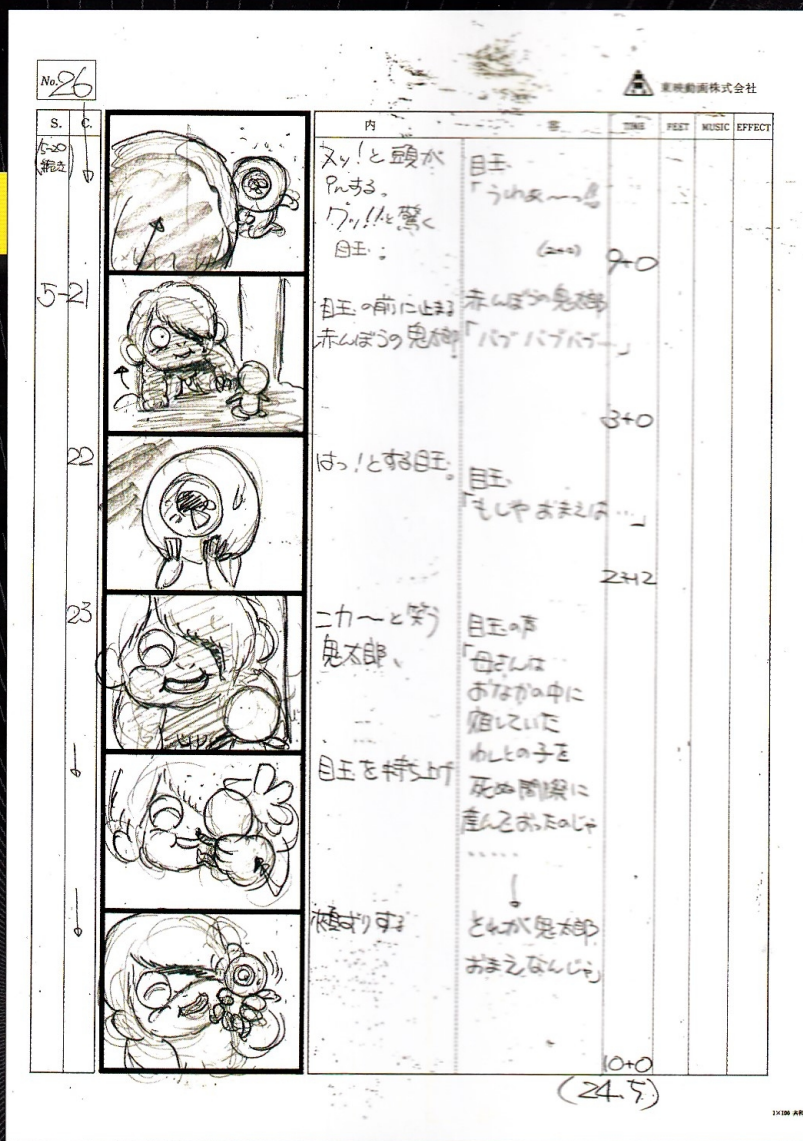 No. 26
東映動画株式会社
S. C. 内 容 TIME FEET MUSIC EFFECT
5-20
続き
ヌッ!と頭が
INする。
ワッ!!と驚く
目玉。
目玉
「うわぁ〜っ!!
(2+0)
9+0
5-21
目玉の前に止まる
赤んぼうの鬼太郎
赤んぼうの鬼太郎
「バブ バブバブー」
3+0
22
はっ!とする目玉。
目玉
「もしや おまえは…」
2+12
23
ニカ〜と笑う
鬼太郎、
目玉の声
「母さんは
おなかの中に
宿していた
わしとの子を
死ぬ間際に
産んでおったのじゃ
.....
目玉を持ち上げ
頬ずりする
それが鬼太郎
おまえなんじゃ」
10+0
(24.5)